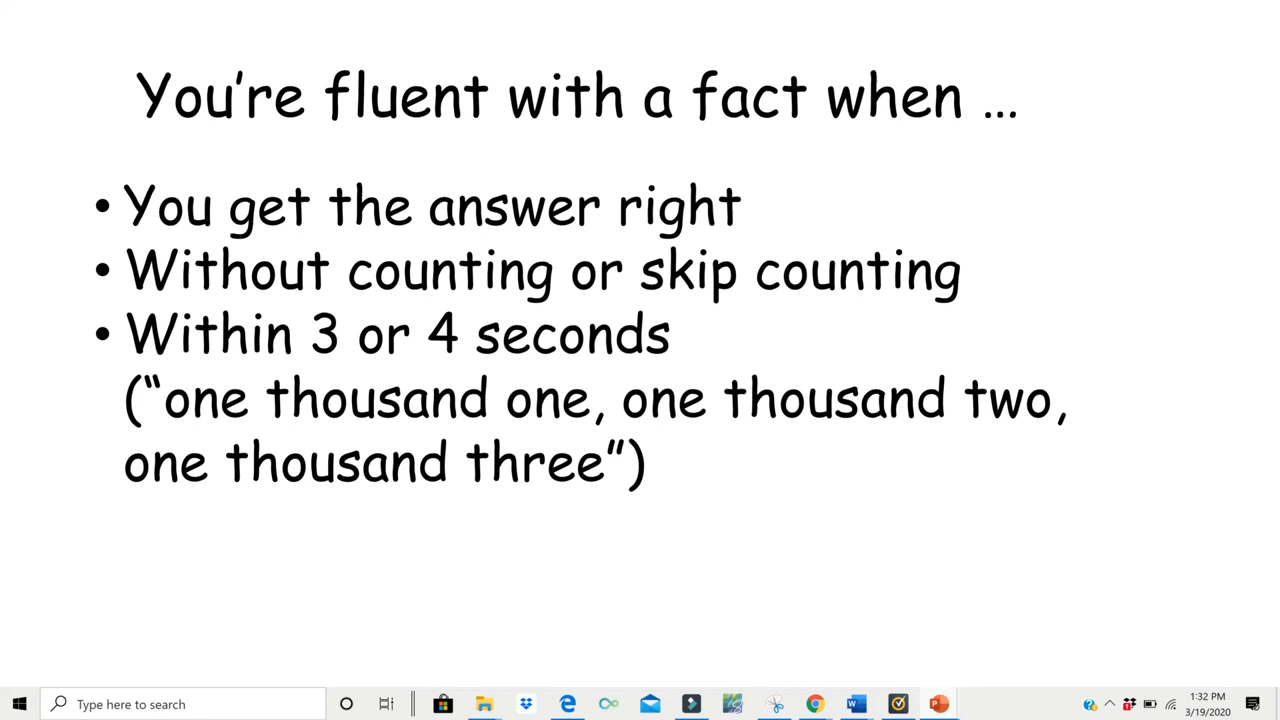 You’re fluent with a fact when …
• You get the answer right
• Without counting or skip counting
• Within 3 or 4 seconds
(“one thousand one, one thousand two,
one thousand three”)
Type here to search
1:32 PM
3/19/2020